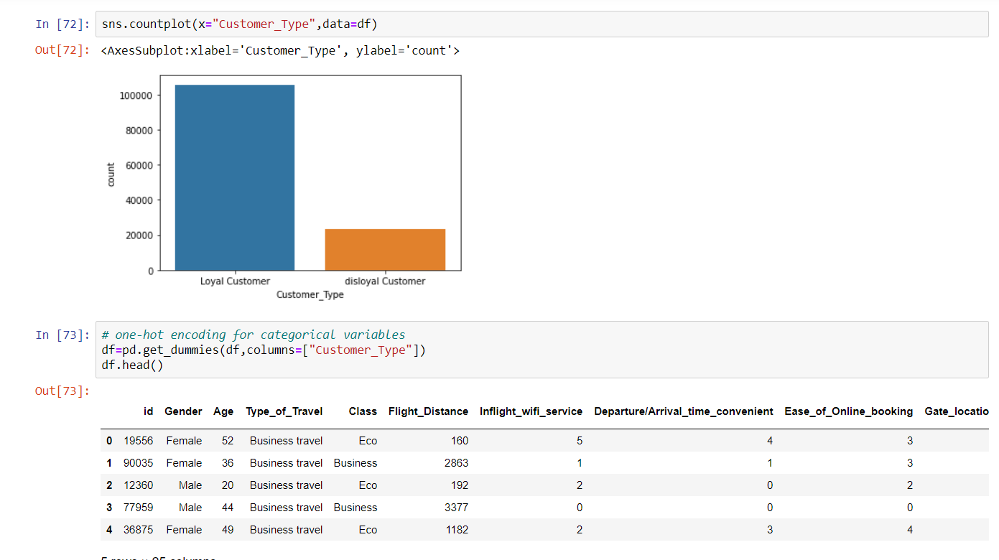 In [72]: sns.countplot(x="Customer_Type",data=df)
Out[72]: <AxesSubplot:xlabel='Customer_Type', ylabel='count'>
100000
80000
60000
40000
20000
0
count
Loyal Customer disloyal Customer
Customer_Type
In [73]: # one-hot encoding for categorical variables
df=pd.get_dummies(df,columns=["Customer_Type"])
df.head()
Out[73]:
id Gender Age Type_of_Travel Class Flight_Distance Inflight_wifi_service Departure/Arrival_time_convenient Ease_of_Online_booking Gate_locatio
0 19556 Female 52 Business travel Eco 160 5 4 3
1 90035 Female 36 Business travel Business 2863 1 1 3
2 12360 Male 20 Business travel Eco 192 2 0 2
3 77959 Male 44 Business travel Business 3377 0 0 0
4 36875 Female 49 Business travel Eco 1182 2 3 4